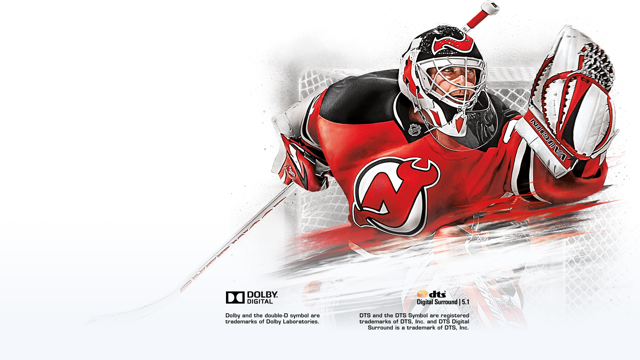 VAUGHN
DOLBY
DIGITAL
Dolby and the double-D symbol are
trademarks of Dolby Laboratories.
dts
Digital Surround | 5.1
DTS and the DTS Symbol are registered
trademarks of DTS, Inc. and DTS Digital
Surround is a trademark of DTS, Inc.